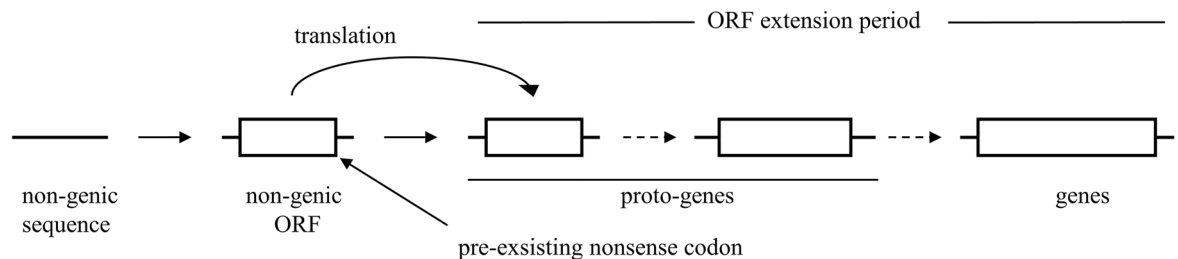 ORF extension period
translation
non-genic
sequence
non-genic
ORF
proto-genes
genes
pre-exsisting nonsense codon